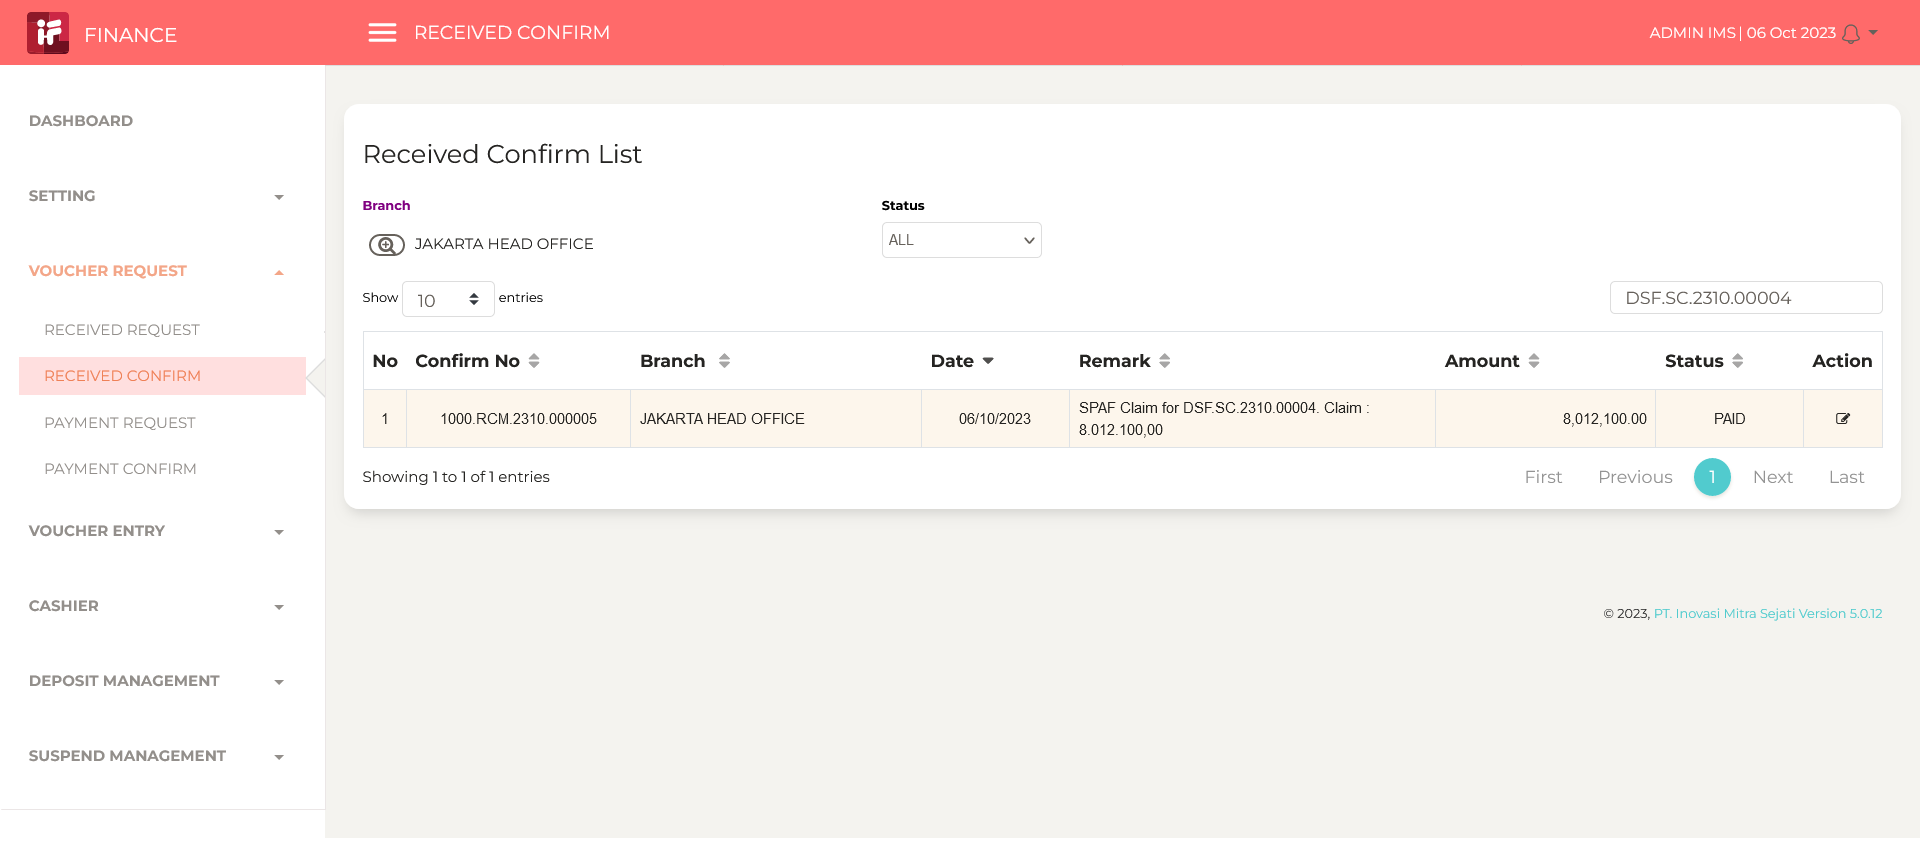 iF FINANCE
RECEIVED CONFIRM
ADMIN IMS | 06 Oct 2023
DASHBOARD
SETTING
VOUCHER REQUEST
RECEIVED REQUEST
RECEIVED CONFIRM
PAYMENT REQUEST
PAYMENT CONFIRM
VOUCHER ENTRY
CASHIER
DEPOSIT MANAGEMENT
SUSPEND MANAGEMENT
Received Confirm List
Branch
JAKARTA HEAD OFFICE
Status
ALL
Show 10 entries
DSF.SC.2310.00004
No Confirm No Branch Date Remark Amount Status Action
1 1000.RCM.2310.000005 JAKARTA HEAD OFFICE 06/10/2023 SPAF Claim for DSF.SC.2310.00004. Claim :
8.012.100,00 8,012,100.00 PAID
Showing 1 to 1 of 1 entries
First Previous 1 Next Last
© 2023, PT. Inovasi Mitra Sejati Version 5.0.12